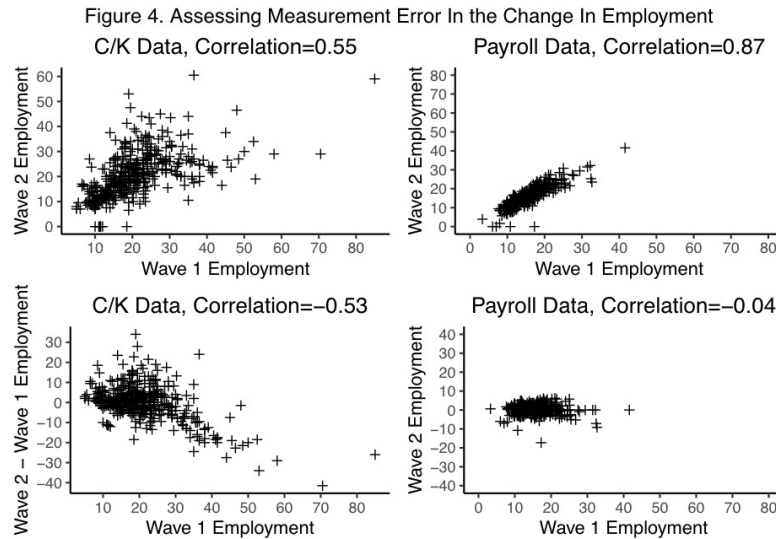 Figure 4. Assessing Measurement Error In the Change In Employment
C/K Data, Correlation=0.55
Wave 2 Employment
60
50
40
30
20
10
0
10 20 30 40 50 60 70 80
Wave 1 Employment
Payroll Data, Correlation=0.87
Wave 2 Employment
80
70
60
50
40
30
20
10
0
0 10 20 30 40 50 60 70 80
Wave 1 Employment
C/K Data, Correlation=−0.53
Wave 2 − Wave 1 Employment
30
20
10
0
−10
−20
−30
−40
10 20 30 40 50 60 70 80
Wave 1 Employment
Payroll Data, Correlation=−0.04
Wave 2 Employment
40
30
20
10
0
−10
−20
−30
−40
0 10 20 30 40 50 60 70 80
Wave 1 Employment